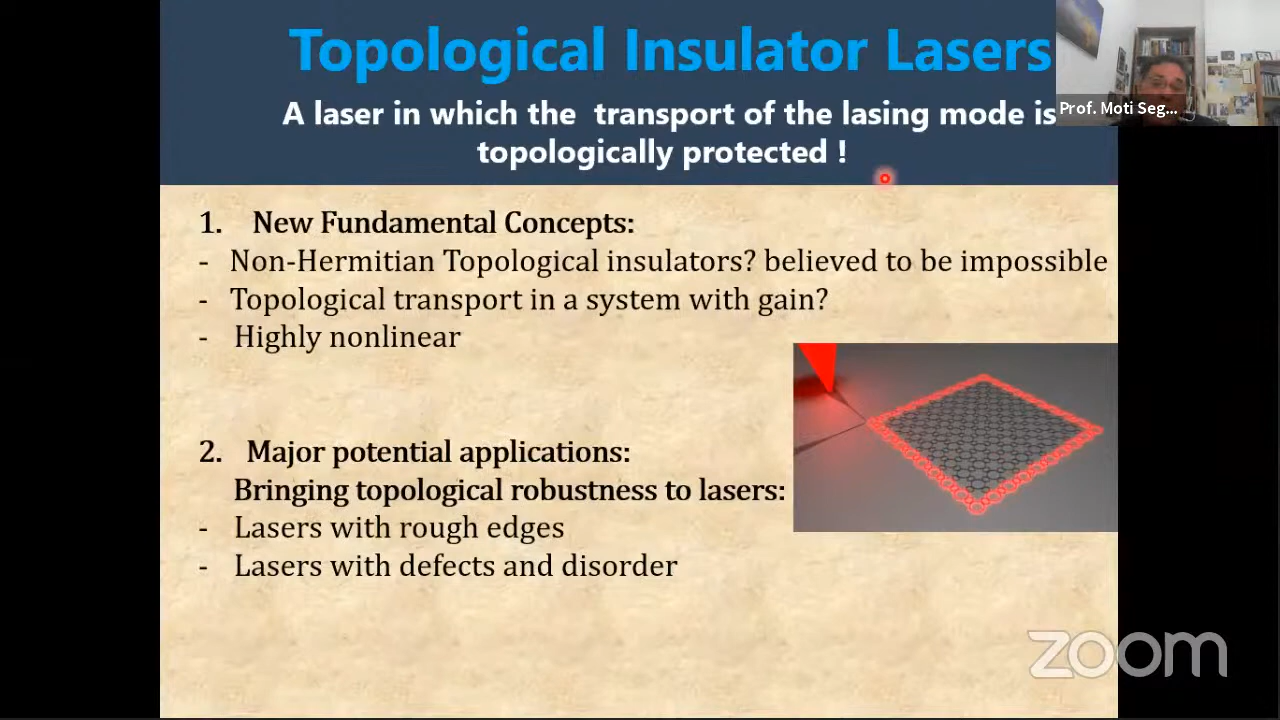 Topological Insulator Lasers
A laser in which the transport of the lasing mode is
topologically protected !
Prof. Moti Seg...
1. New Fundamental Concepts:
- Non-Hermitian Topological insulators? believed to be impossible
- Topological transport in a system with gain?
- Highly nonlinear
2. Major potential applications:
Bringing topological robustness to lasers:
- Lasers with rough edges
- Lasers with defects and disorder
zoom